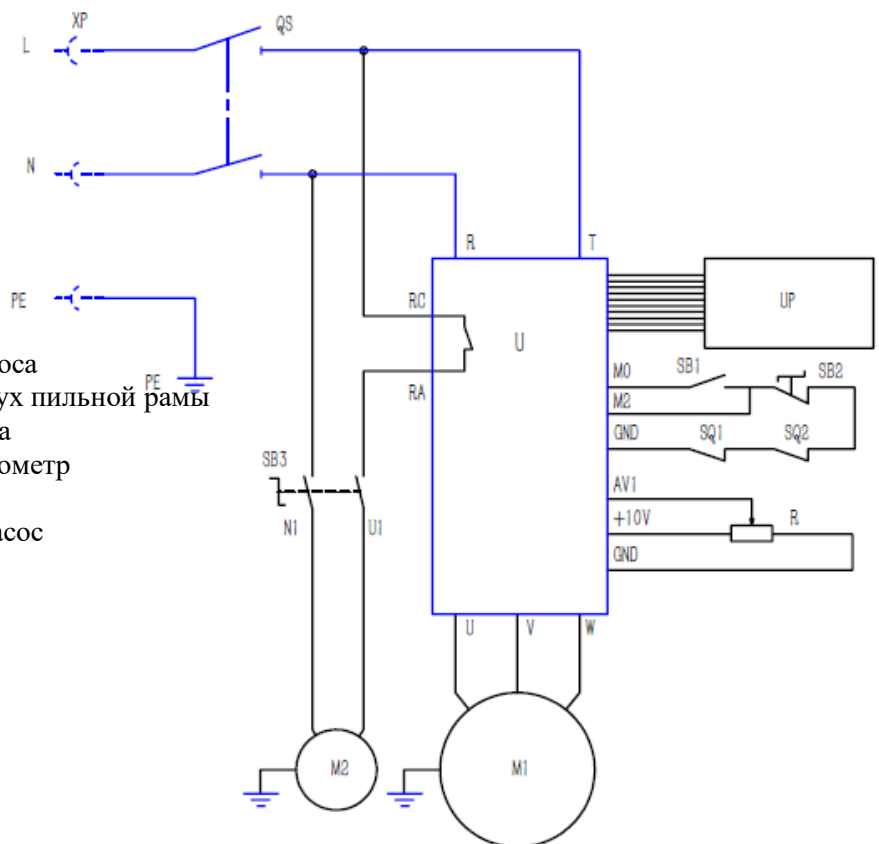 XP QS
L
N
R T
PE
RC
U
UP
PE
RA
M0 SB1 SB2
M2
GND SQ1 SQ2
оса
ух пильной рамы
а
ометр
асос
SB3
AV1
+10V R
GND
N1 U1
U V W
M2 M1